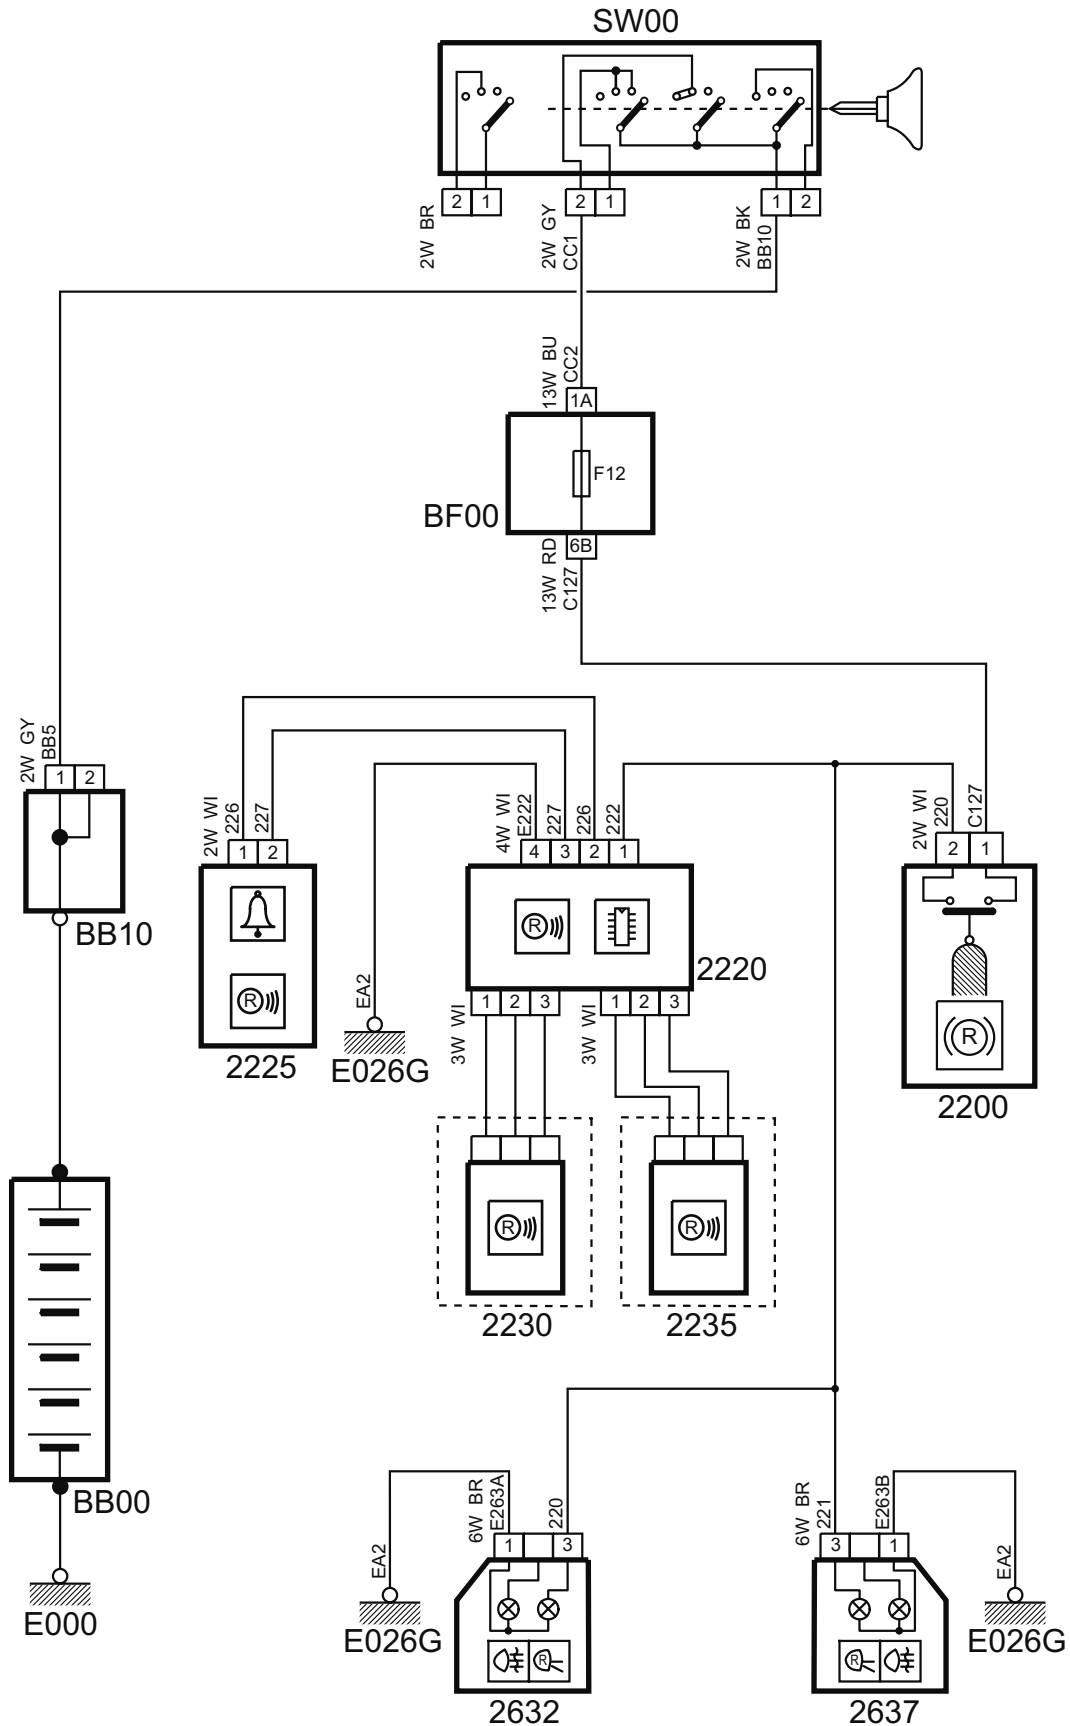 SW00
2 1
2 1
1 2
2W BR
2W GY
CC1
2W BK
BB10
13W BU
CC2
1A
F12
BF00
6B
13W RD
C127
2W GY
BB5
1 2
BB10
2W WI
226
227
1 2
R
2225
EA2
E026G
4W WI
E222
227
226
222
4 3 2 1
R
2220
1 2 3
1 2 3
3W WI
3W WI
2W WI
220
C127
2 1
R
2200
R
2230
R
2235
BB00
E000
6W BR
E263A
220
1 3
EA2
E026G
R
2632
6W BR
221
E263B
3 1
EA2
E026G
R
2637